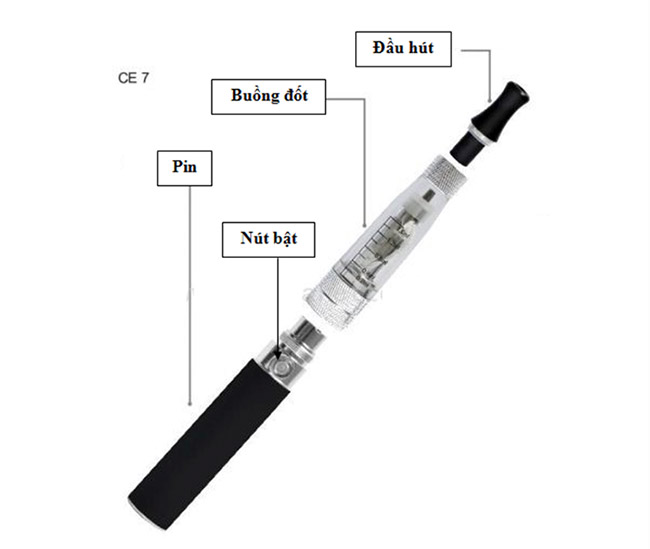 Đầu hút
CE 7
Buồng đốt
Pin
Nút bật